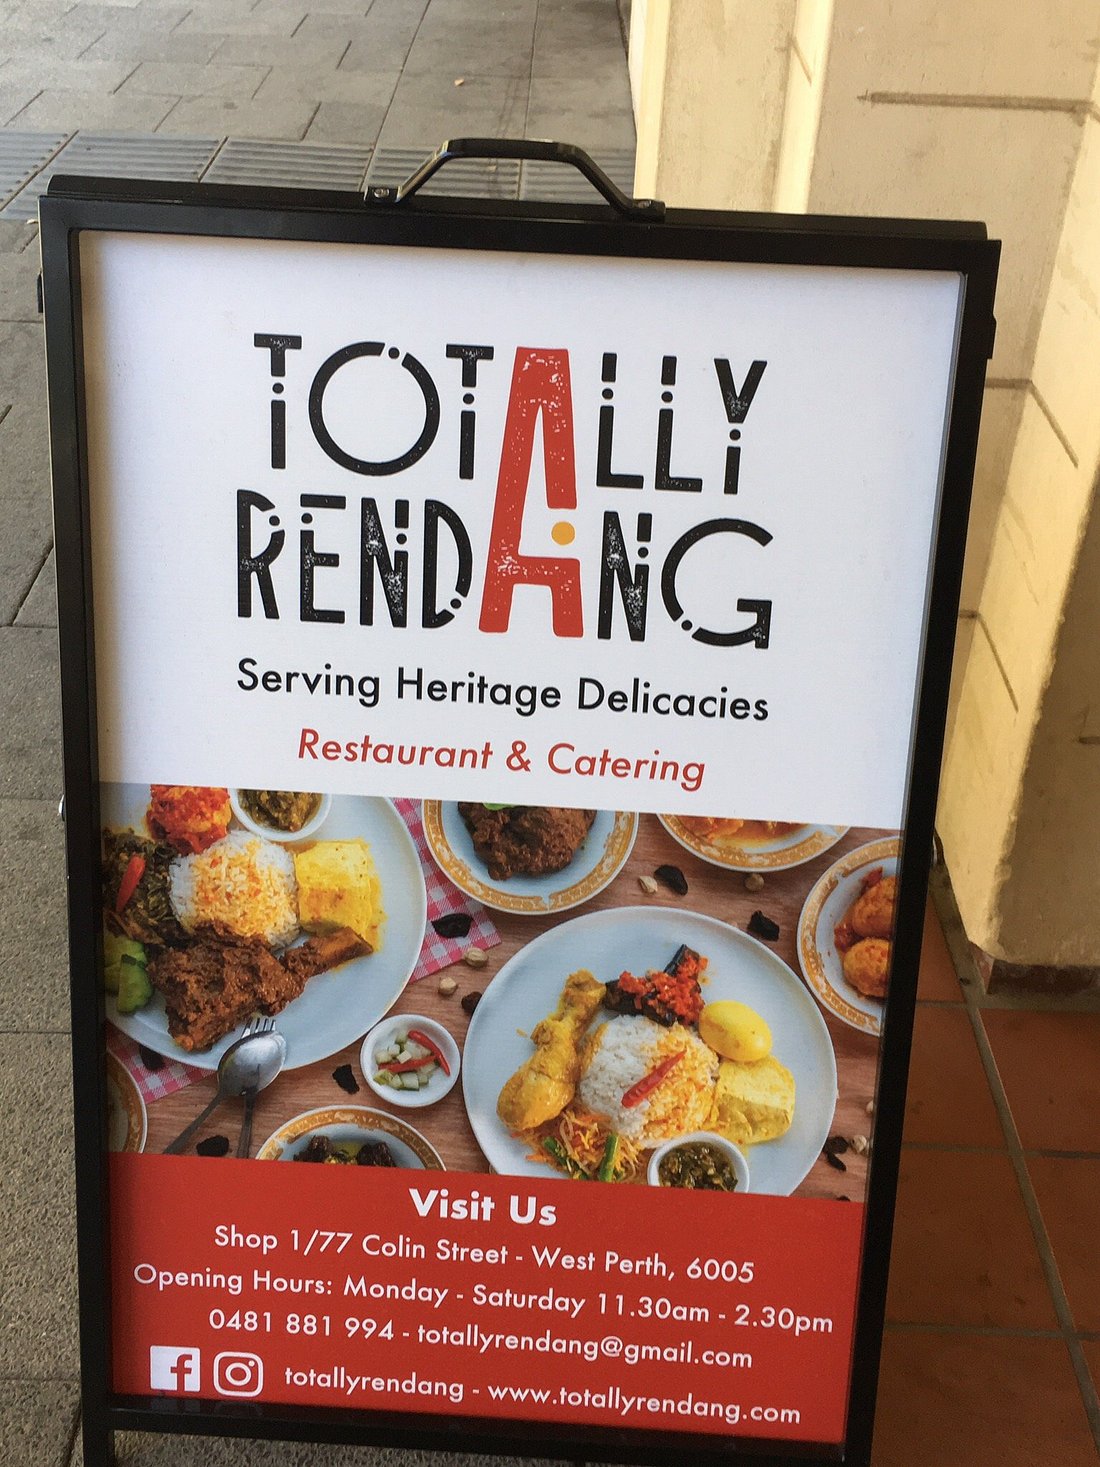 TOTALLY
RENDANG
Serving Heritage Delicacies
Restaurant & Catering
Visit Us
Shop 1/77 Colin Street - West Perth, 6005
Opening Hours: Monday - Saturday 11.30am - 2.30pm
0481 881 994 - totallyrendang@gmail.com
totallyrendang - www.totallyrendang.com